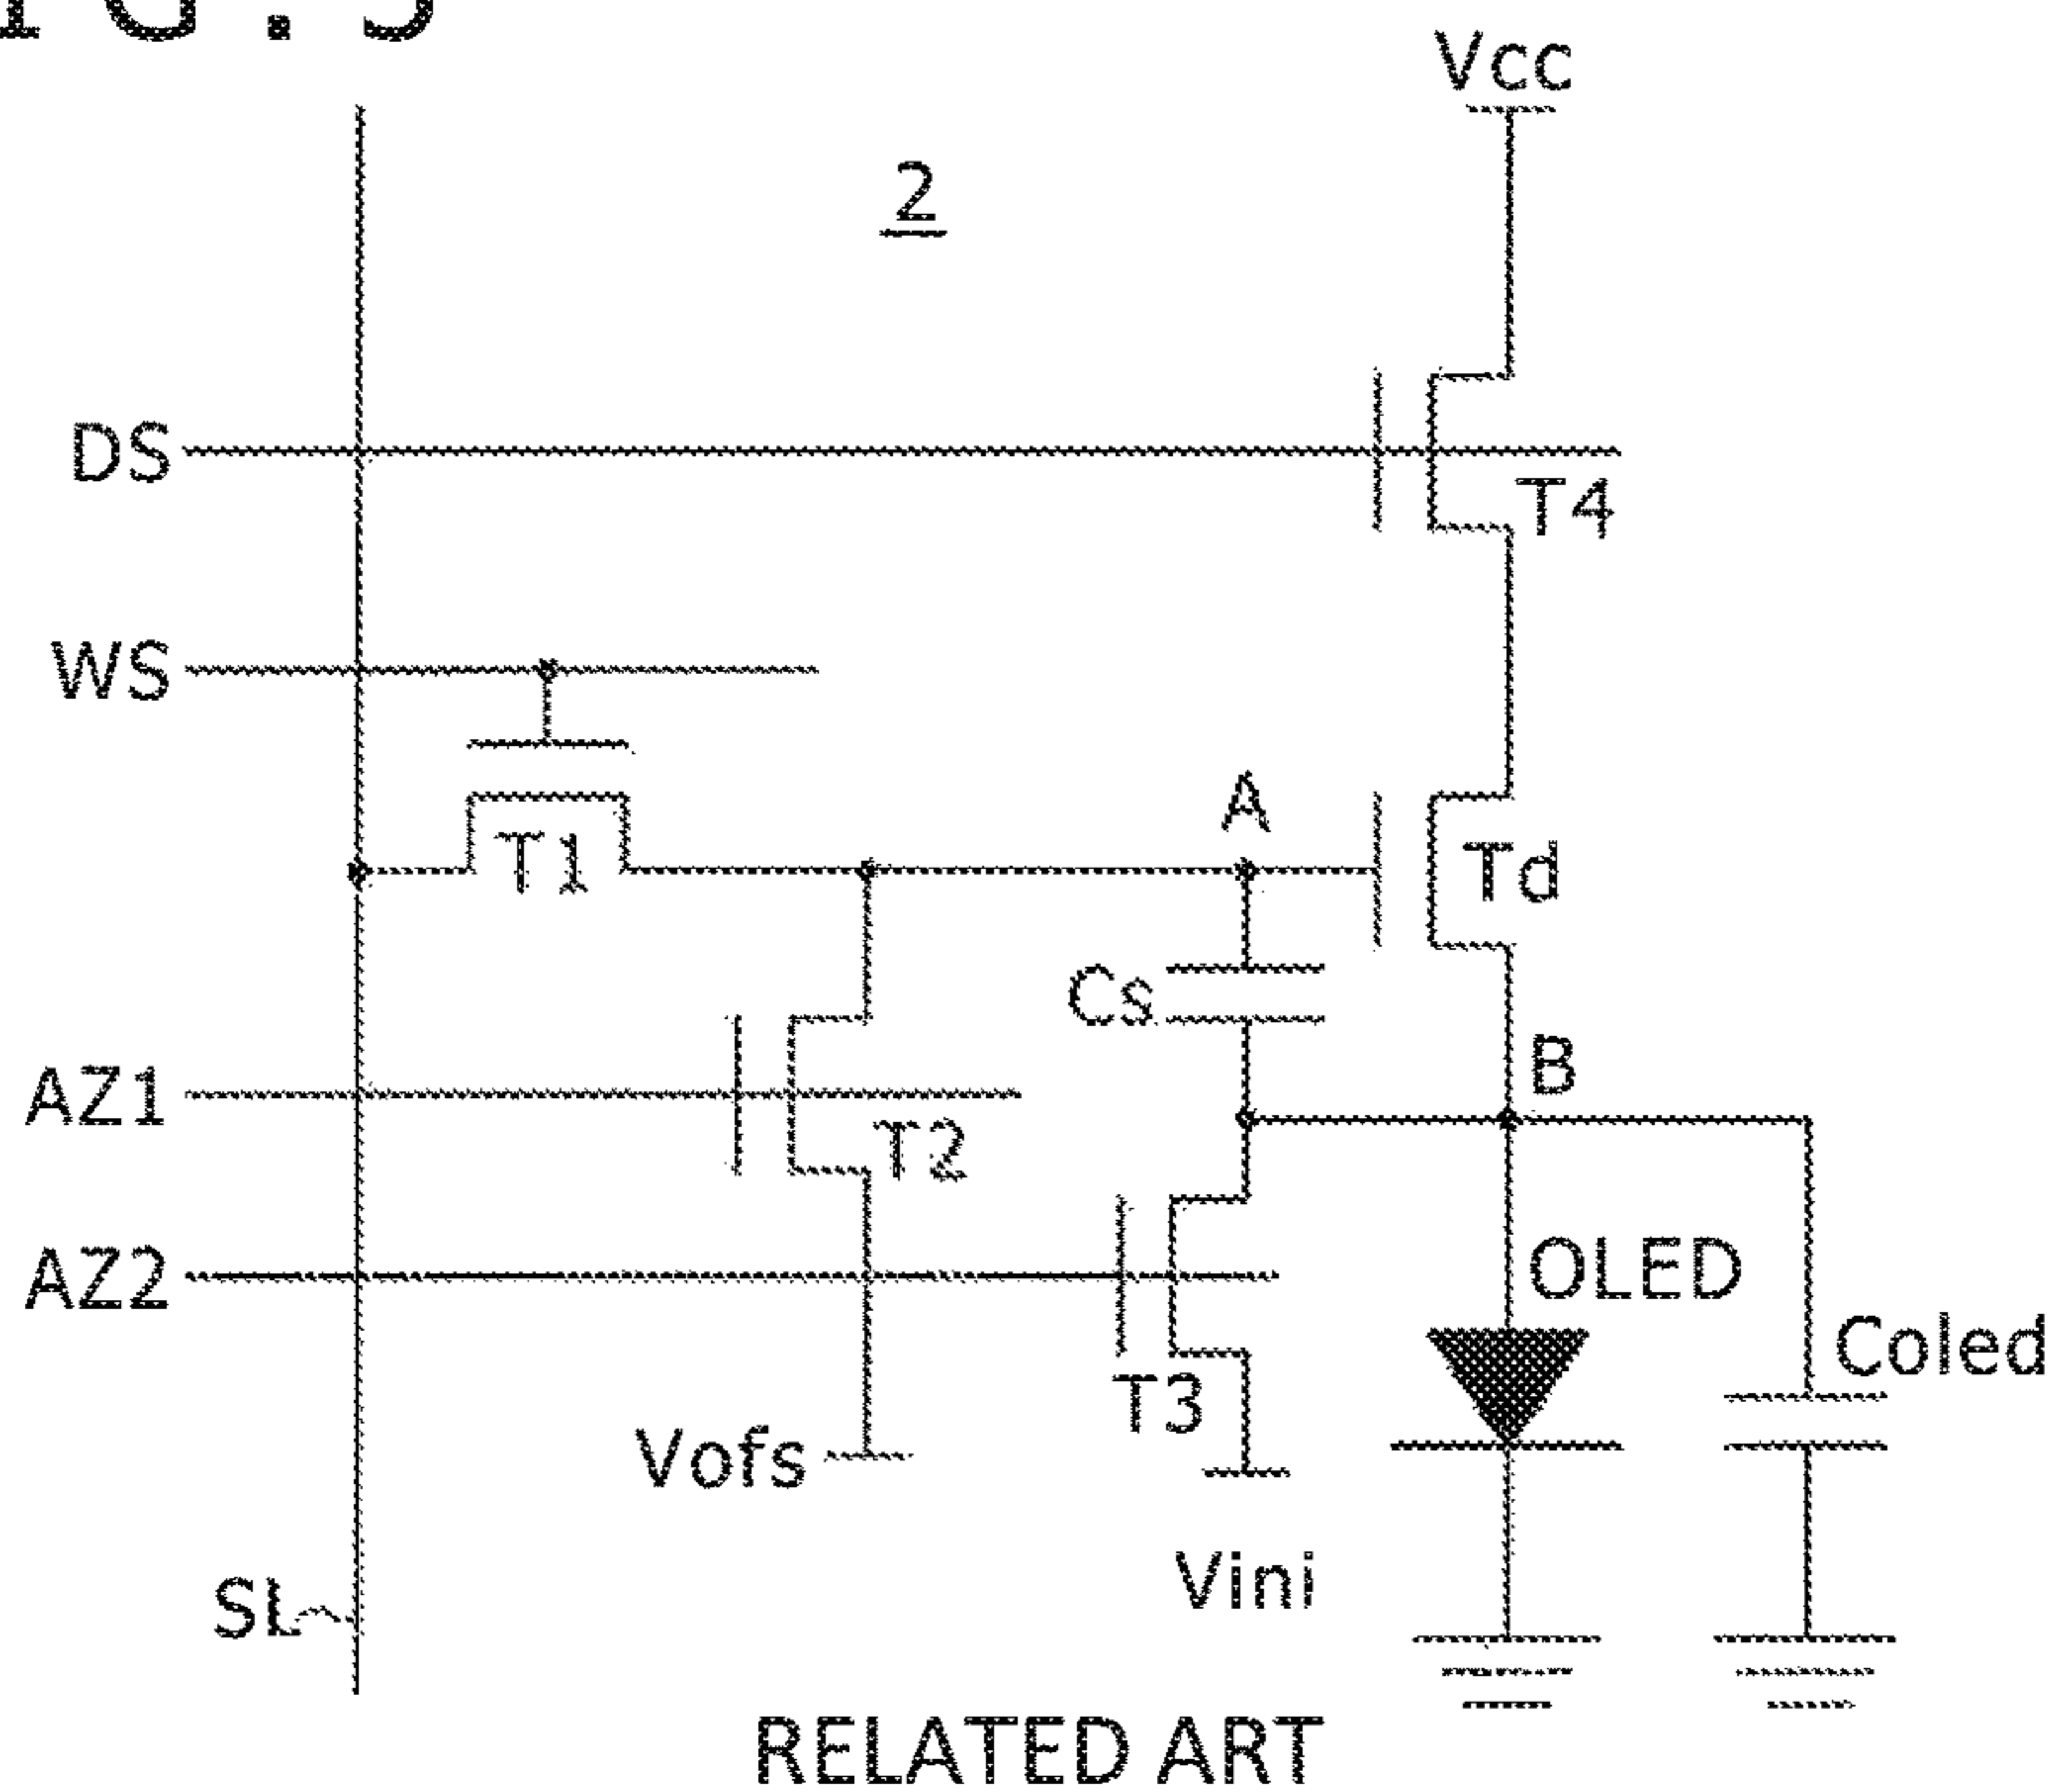 Vcc
2
DS
T4
WS
A
T1
Td
Cs
B
AZ1
T2
AZ2
OLED
Coled
T3
Vofs
Vini
SL
RELATED ART